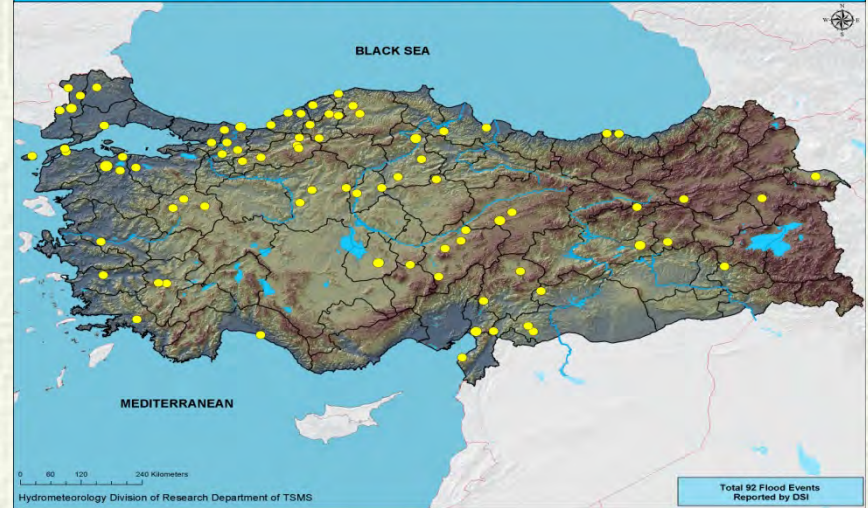 N
W E
S
BLACK SEA
MEDITERRANEAN
0 60 120 240 Kilometers
Hydrometeorology Division of Research Department of TSMS
Total 92 Flood Events
Reported by DSI